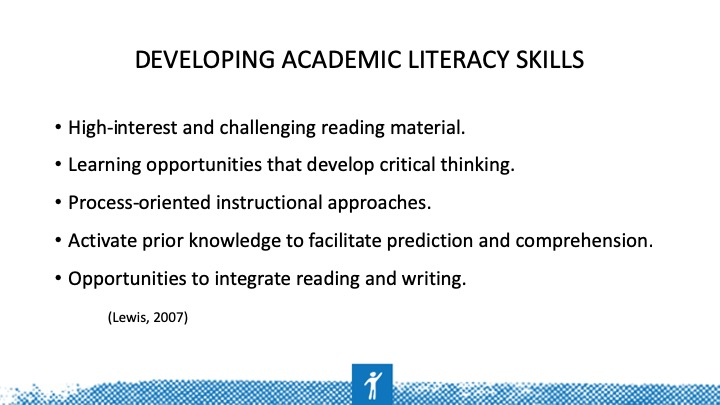 DEVELOPING ACADEMIC LITERACY SKILLS
• High-interest and challenging reading material.
• Learning opportunities that develop critical thinking.
• Process-oriented instructional approaches.
• Activate prior knowledge to facilitate prediction and comprehension.
• Opportunities to integrate reading and writing.
(Lewis, 2007)